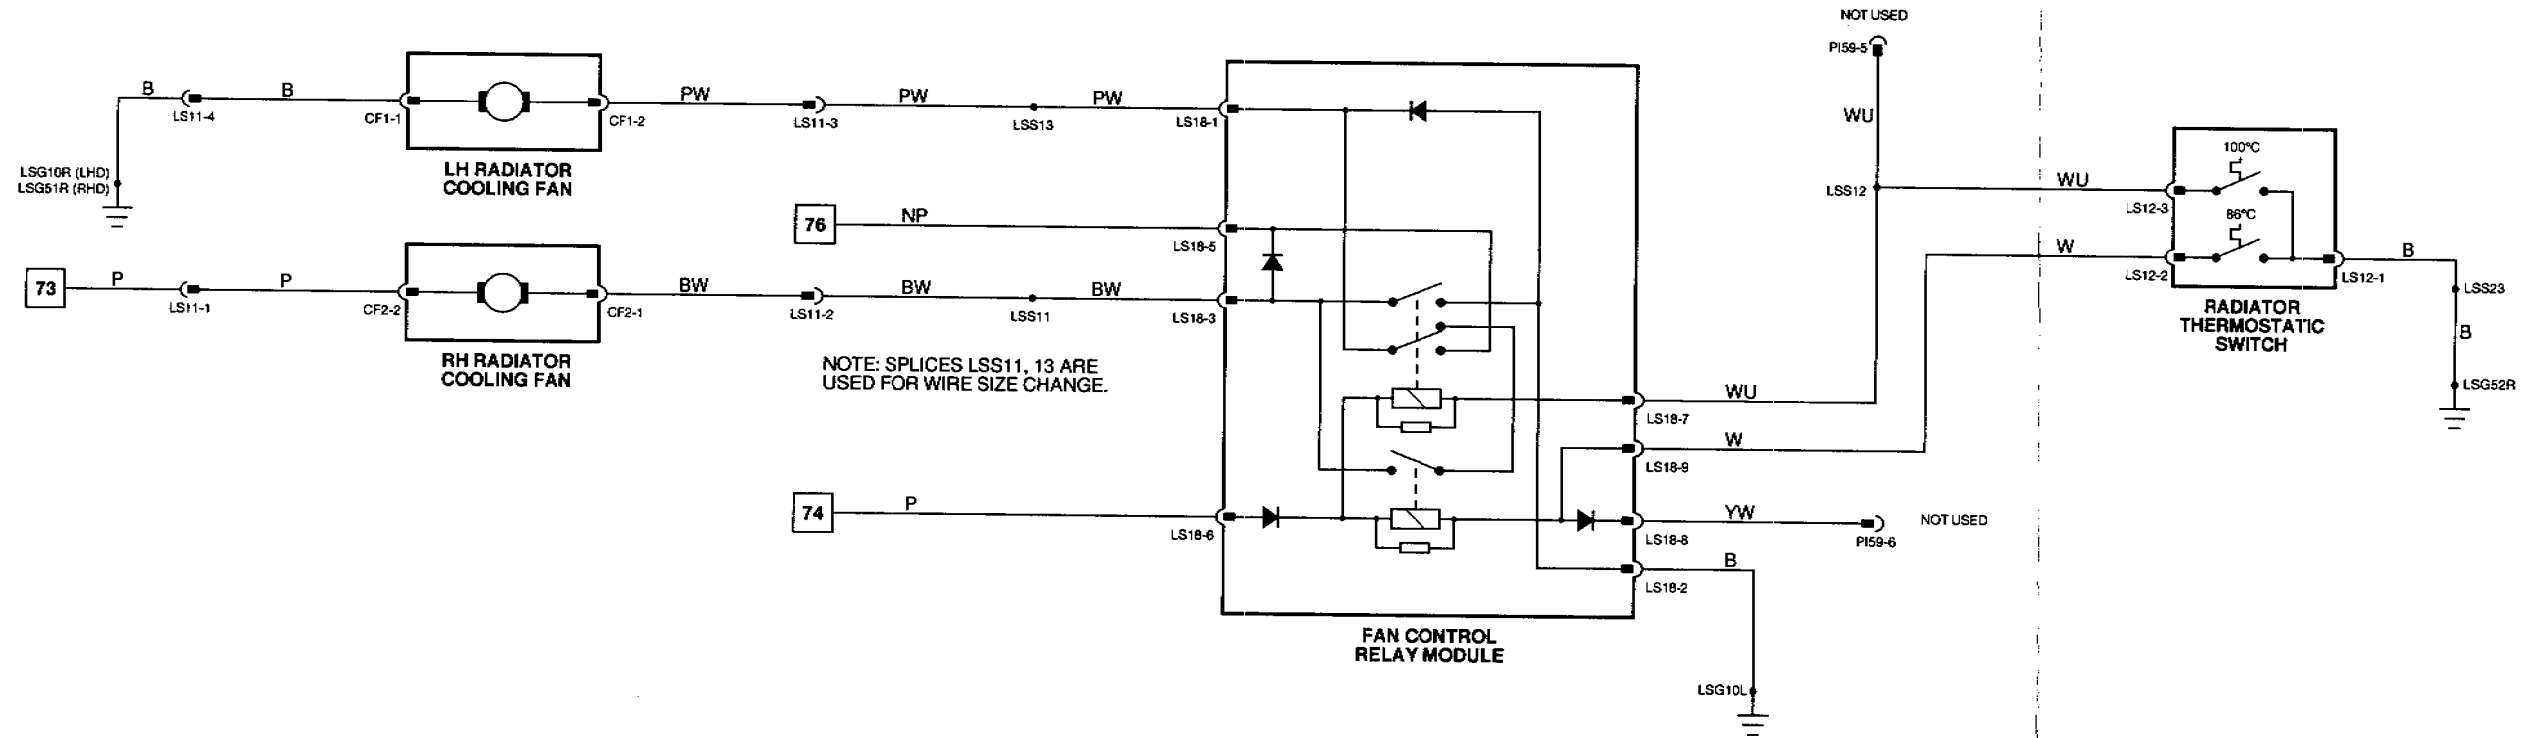 NOT USED
PI59-5
WU
B
LS11-4
B
CF1-1
CF1-2
PW
LS11-3
PW
LSS13
PW
LS18-1
LH RADIATOR
COOLING FAN
LSG10R (LHD)
LSG51R (RHD)
76
NP
LS18-5
73
P
LS11-1
P
CF2-2
CF2-1
BW
LS11-2
BW
LSS11
BW
LS18-3
RH RADIATOR
COOLING FAN
NOTE: SPLICES LSS11, 13 ARE
USED FOR WIRE SIZE CHANGE.
74
P
LS18-6
FAN CONTROL
RELAY MODULE
WU
LS18-7
W
LS18-9
YW
LS18-8
PI59-6
NOT USED
B
LS18-2
LSG10L
LSS12
WU
LS12-3
W
LS12-2
100°C
86°C
LS12-1
B
RADIATOR
THERMOSTATIC
SWITCH
LSS23
B
LSG52R